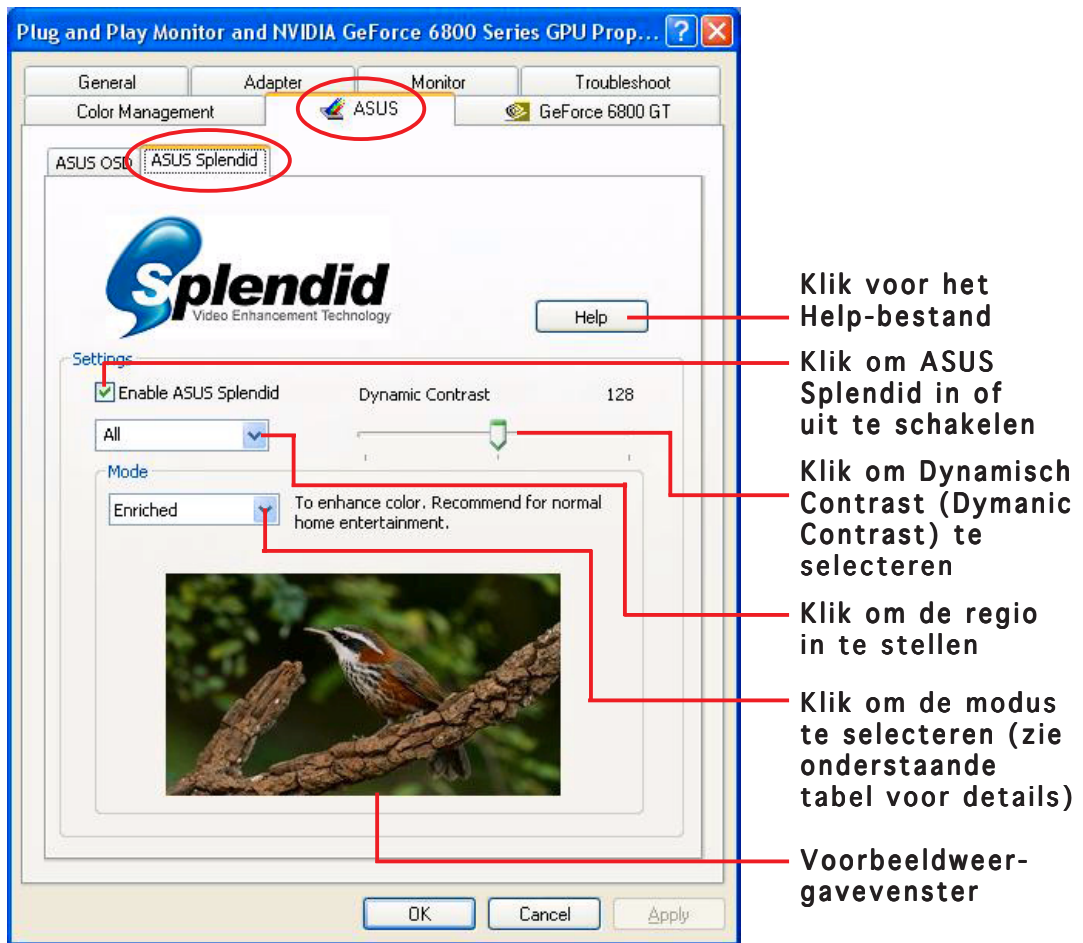 Plug and Play Monitor and NVIDIA GeForce 6800 Series GPU Prop...
General
Adapter
Monitor
Troubleshoot
Color Management
ASUS
GeForce 6800 GT
ASUS OSD
ASUS Splendid
Splendid
Video Enhancement Technology
Help
Settings
Enable ASUS Splendid
Dynamic Contrast
128
All
Mode
Enriched
To enhance color. Recommend for normal
home entertainment.
OK
Cancel
Apply
Klik voor het
Help-bestand
Klik om ASUS
Splendid in of
uit te schakelen
Klik om Dynamisch
Contrast (Dymanic
Contrast) te
selecteren
Klik om de regio
in te stellen
Klik om de modus
te selecteren (zie
onderstaande
tabel voor details)
Voorbeeldweer-
gavevenster